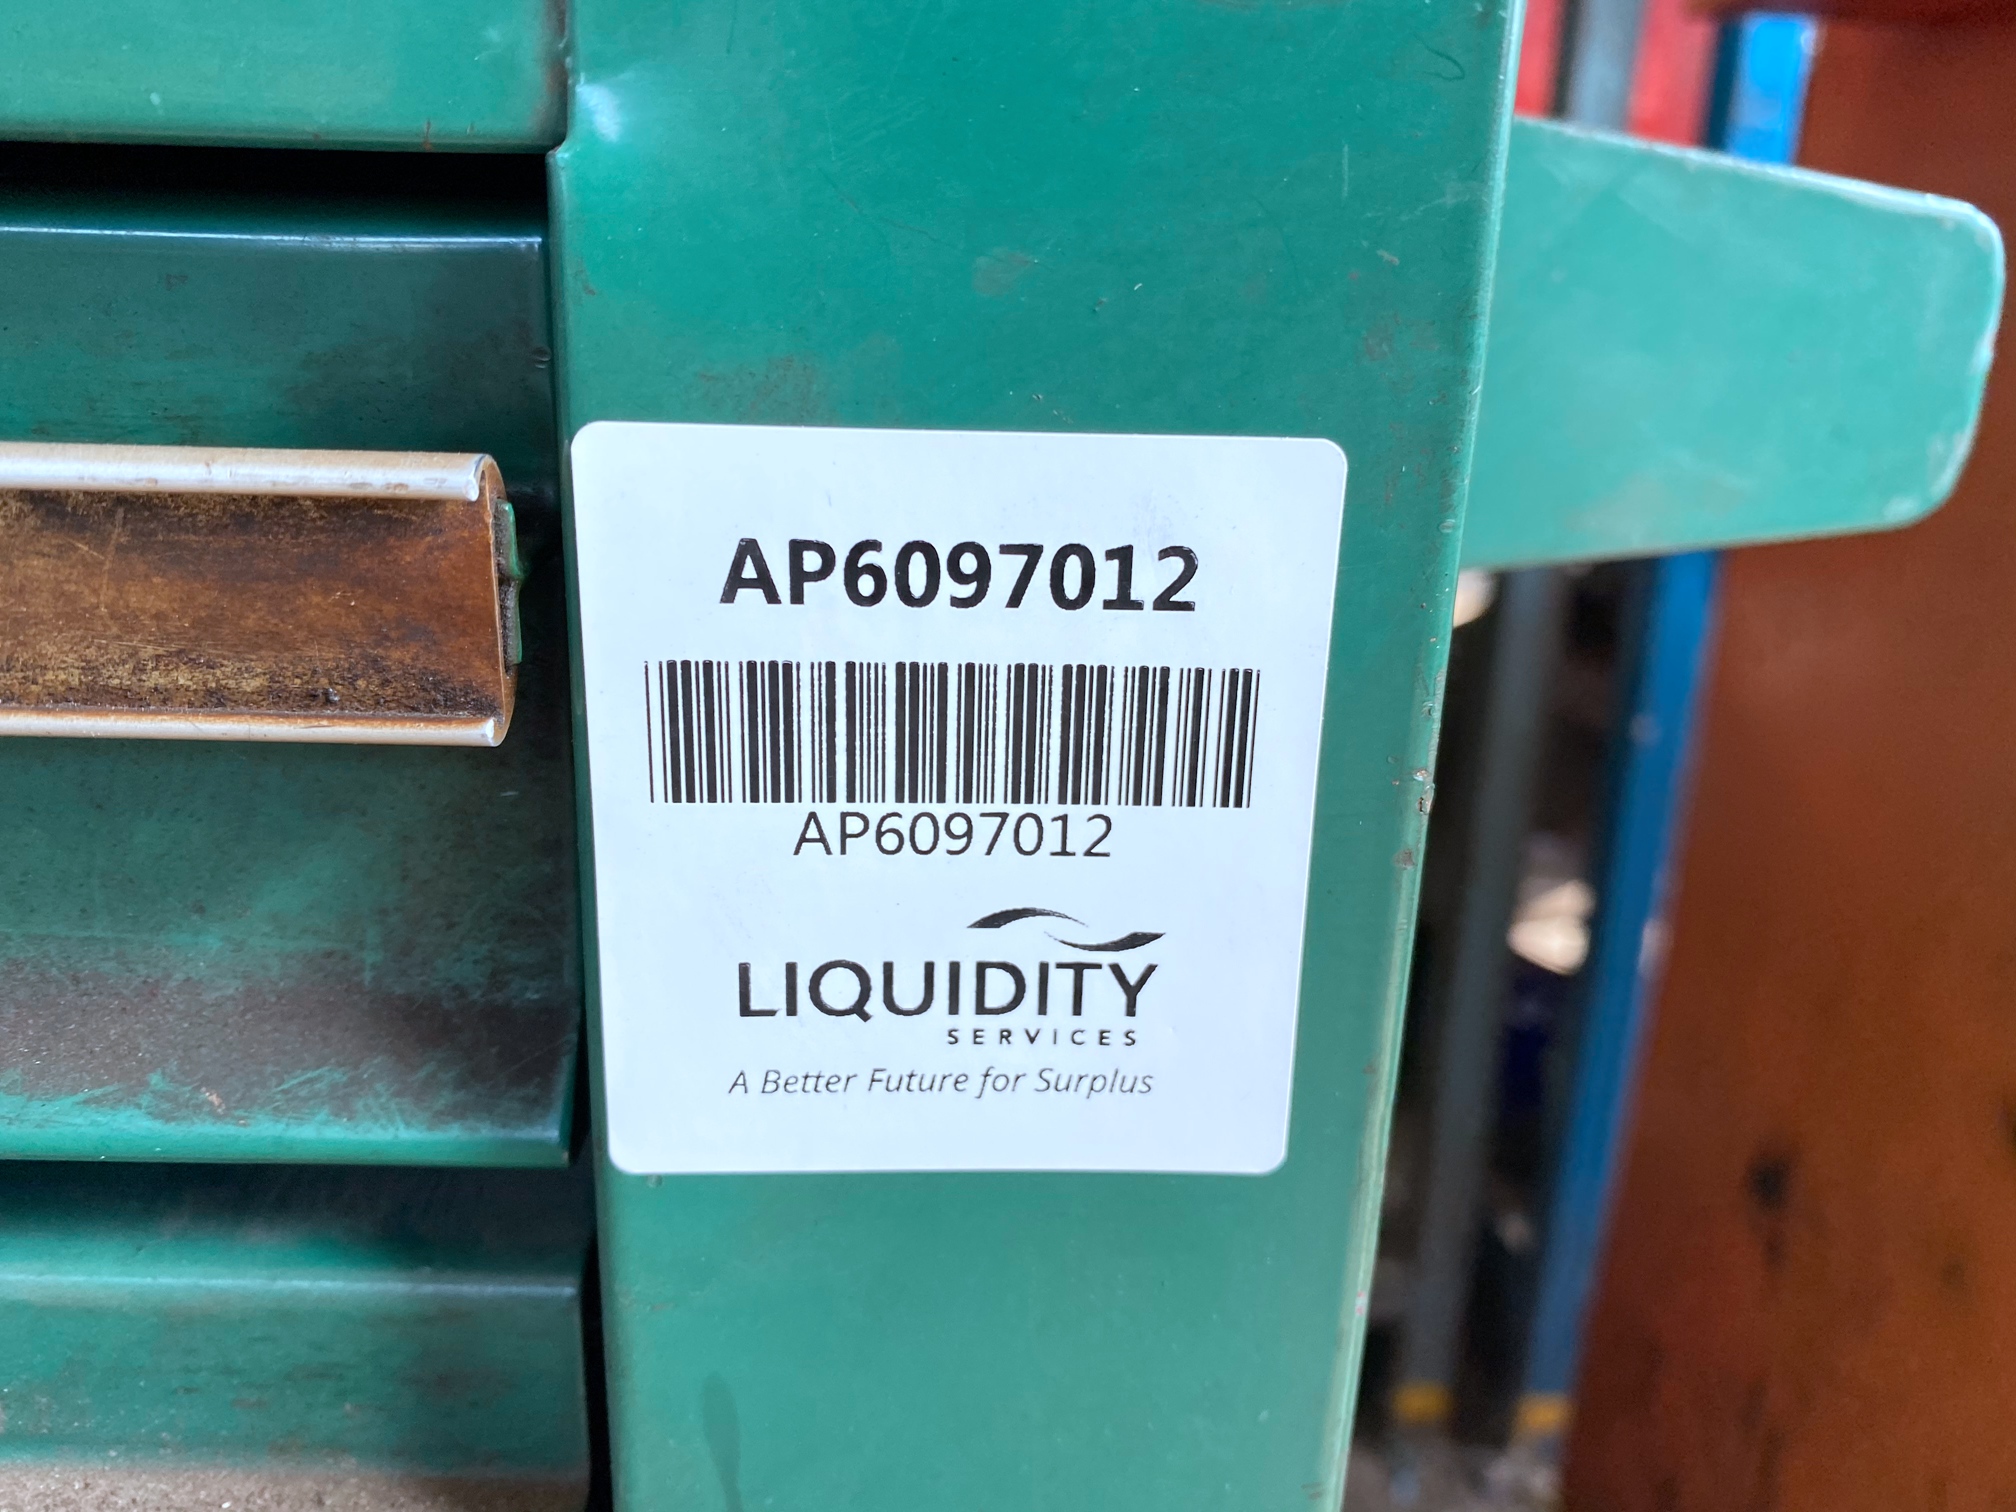 AP6097012
AP6097012
LIQUIDITY
SERVICES
A Better Future for Surplus